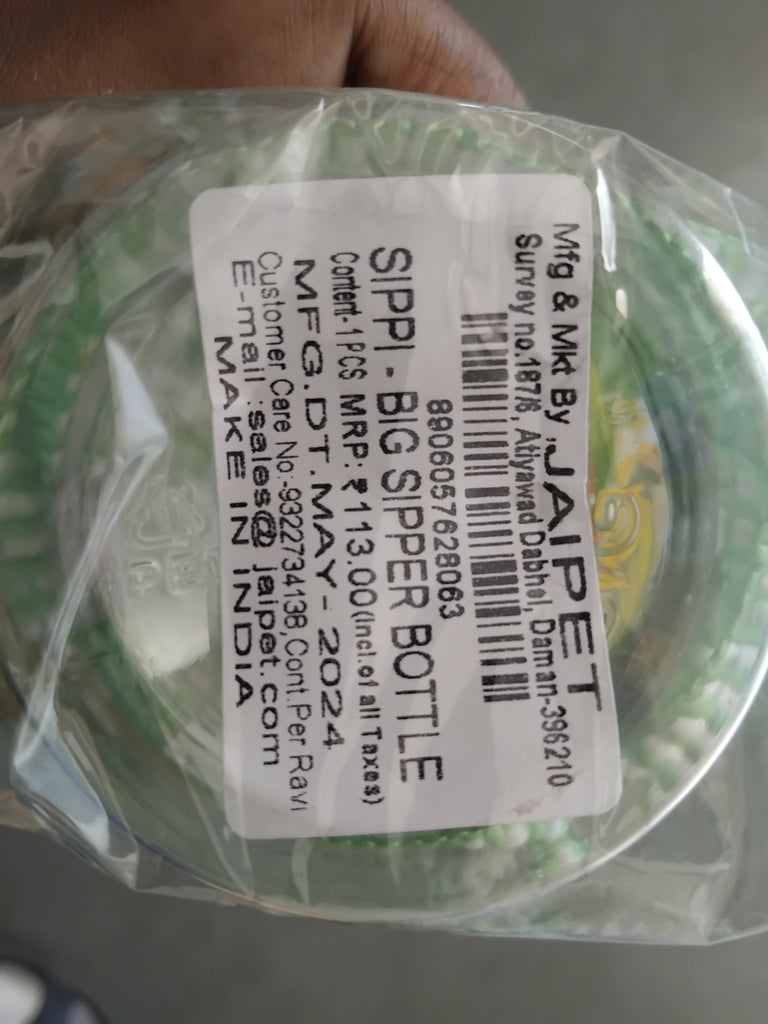 Mfg & Mkt By ,JAIPET
Survey no.187/6, Atiyawad Dabhel, Daman-396210
8906057628063
SIPPI - BIG SIPPER BOTTLE
Content-1 PCS MRP: ₹ 113.00(Incl.of all Taxes)
MFG.DT.MAY-2024
Customer Care No:-9322734138,Cont.Per Ravi
E-mail :sales@ jaipet.com
MAKE IN INDIA